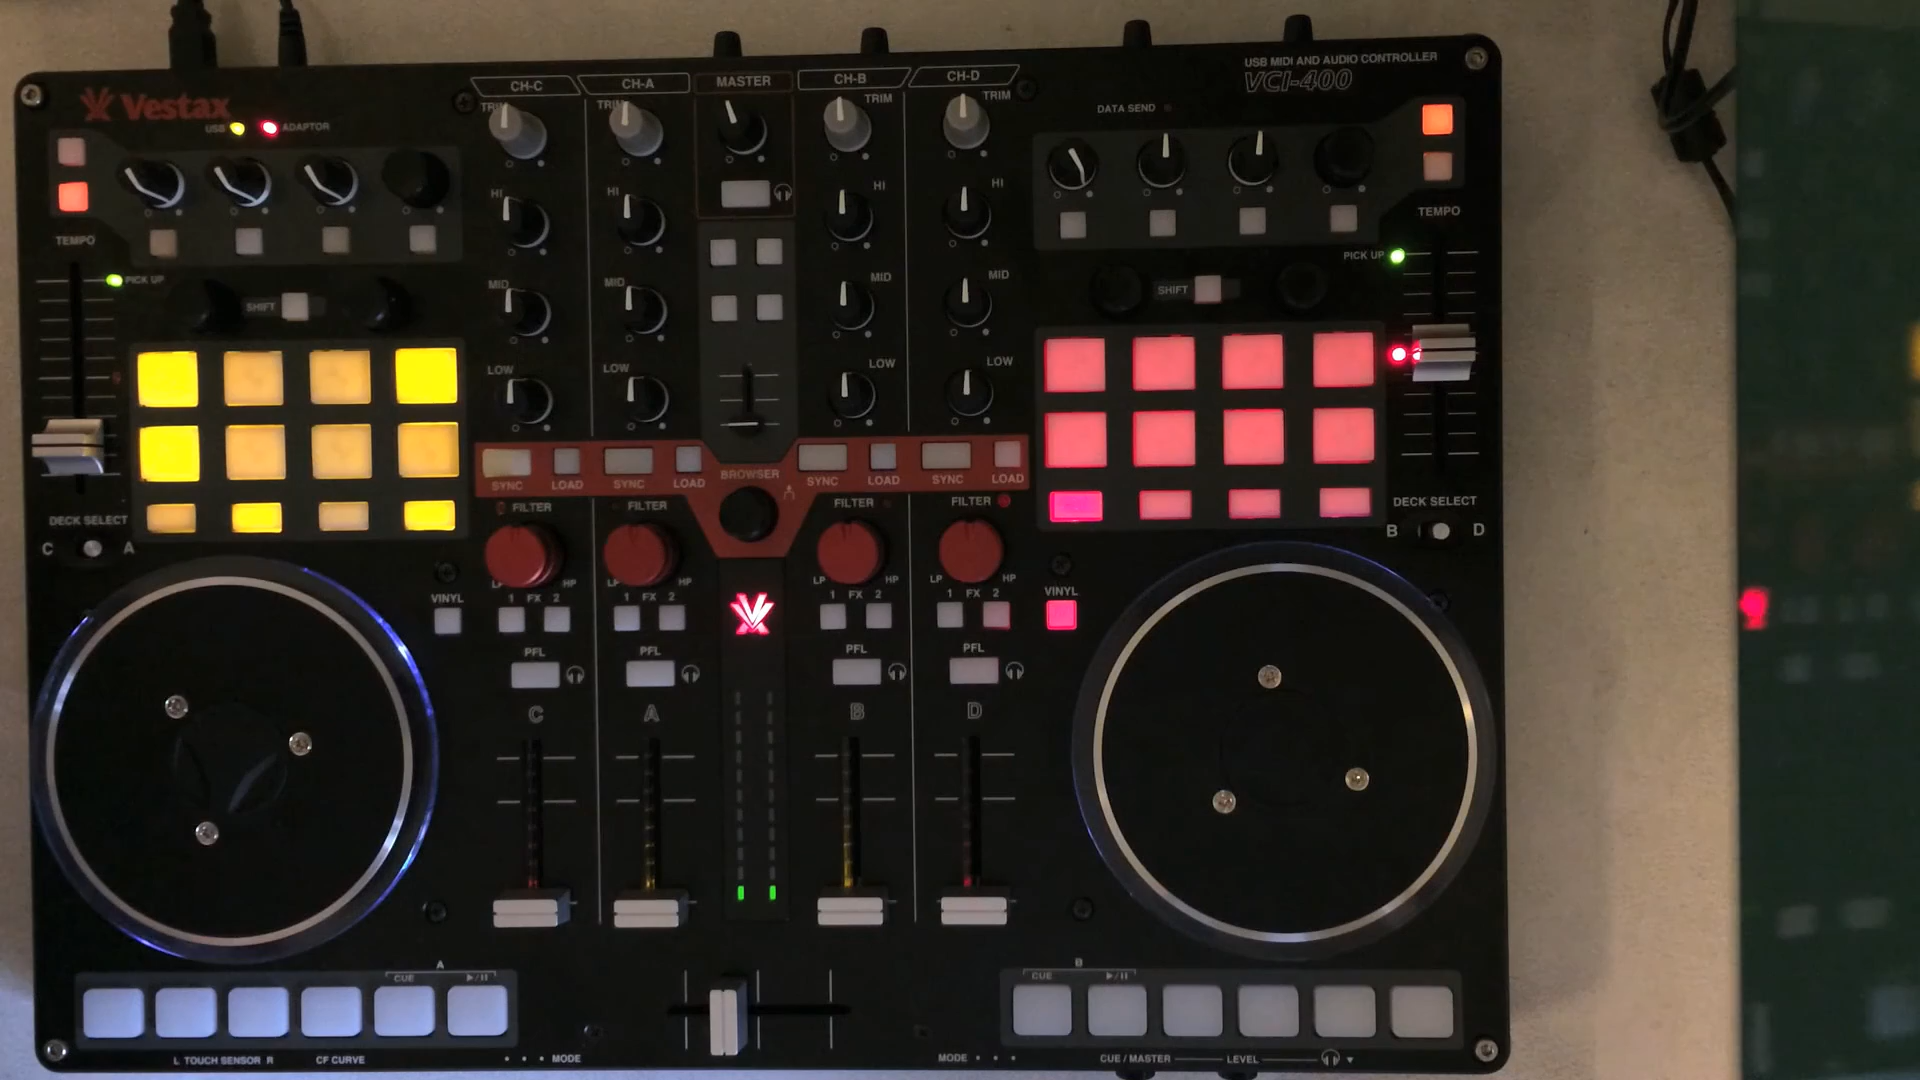 Vestax
USB ADAPTOR
CH-C CH-A MASTER CH-B CH-D
USB MIDI AND AUDIO CONTROLLER
VCI-400
TRIM TRIM TRIM TRIM
DATA SEND
HI HI HI HI
TEMPO TEMPO
PICK UP PICK UP
SHIFT SHIFT
MID MID MID MID
LOW LOW LOW LOW
BROWSER
SYNC LOAD SYNC LOAD SYNC LOAD SYNC LOAD
FILTER FILTER FILTER FILTER
DECK SELECT DECK SELECT
C A B D
LP HP LP HP LP HP LP HP
VINYL 1 FX 2 1 FX 2 1 FX 2 1 FX 2 VINYL
PFL PFL PFL PFL
C A B D
A B
CUE ▶/II CUE ▶/II
L TOUCH SENSOR R CF CURVE MODE MODE CUE / MASTER LEVEL